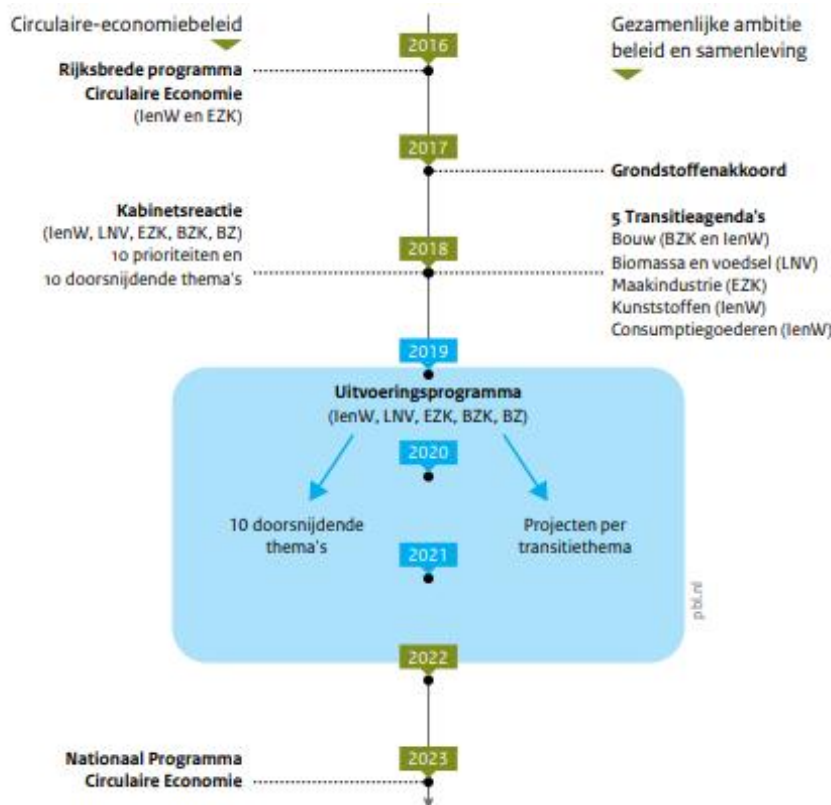 Circulaire-economiebeleid
Gezamenlijke ambitie
beleid en samenleving
2016
Rijksbrede programma
Circulaire Economie
(IenW en EZK)
2017
Grondstoffenakkoord
Kabinetsreactie
(IenW, LNV, EZK, BZK, BZ)
10 prioriteiten en
10 doorsnijdende thema's
2018
5 Transitieagenda's
Bouw (BZK en IenW)
Biomassa en voedsel (LNV)
Maakindustrie (EZK)
Kunststoffen (IenW)
Consumptiegoederen (IenW)
2019
Uitvoeringsprogramma
(IenW, LNV, EZK, BZK, BZ)
2020
10 doorsnijdende
thema's
Projecten per
transitiethema
2021
pbl.nl
2022
2023
Nationaal Programma
Circulaire Economie